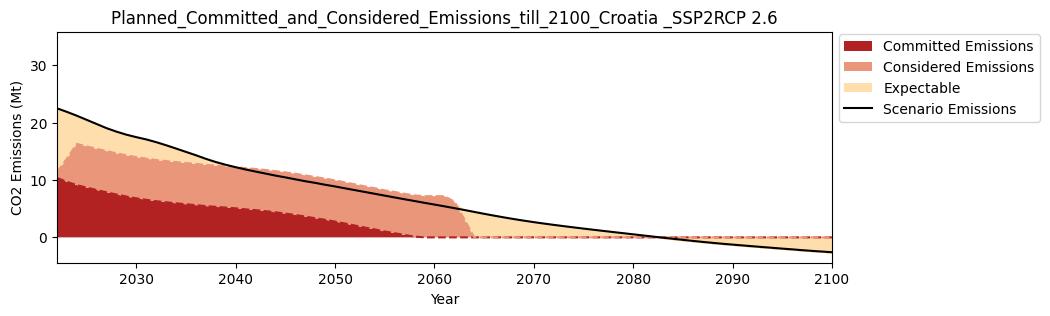 Planned_Committed_and_Considered_Emissions_till_2100_Croatia _SSP2RCP 2.6
Committed Emissions
Considered Emissions
Expectable
Scenario Emissions
CO2 Emissions (Mt)
30
20
10
0
2030 2040 2050 2060 2070 2080 2090 2100
Year